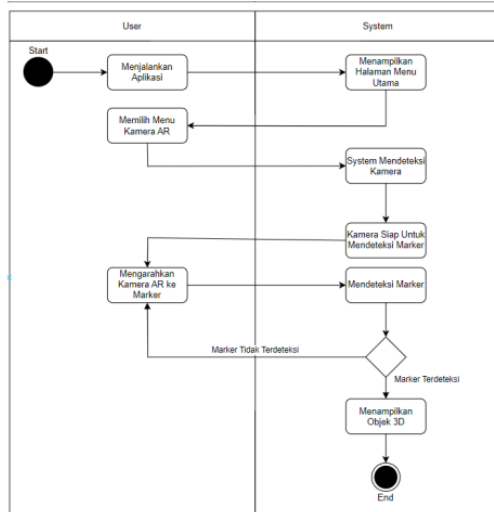 User
System
Start
Menjalankan
Aplikasi
Menampilkan
Halaman Menu
Utama
Memilih Menu
Kamera AR
System Mendeteksi
Kamera
Kamera Siap Untuk
Mendeteksi Marker
Mengarahkan
Kamera AR ke
Marker
Mendeteksi Marker
Marker Tidak Terdeteksi
Marker Terdeteksi
Menampilkan
Objek 3D
End